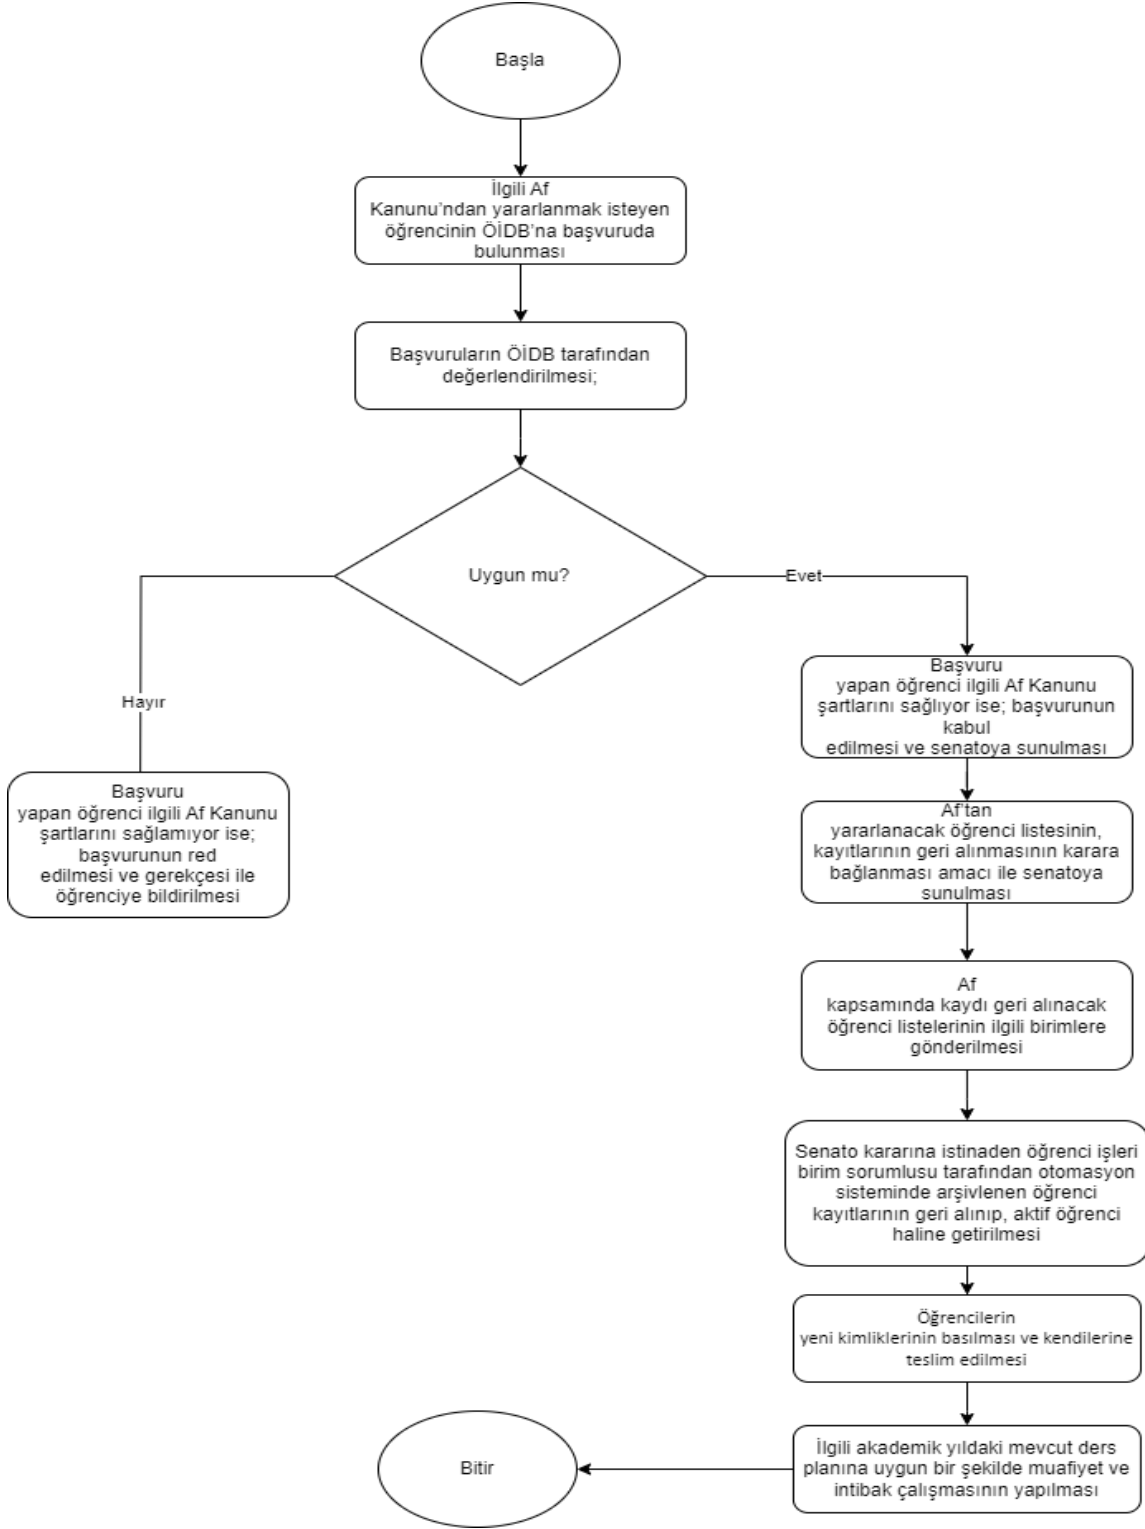 Başla
İlgili Af
Kanunu’ndan yararlanmak isteyen
öğrencinin ÖİDB’na başvuruda
bulunması
Başvuruların ÖİDB tarafından
değerlendirilmesi;
Uygun mu?
Evet
Hayır
Başvuru
yapan öğrenci ilgili Af Kanunu
şartlarını sağlıyor ise; başvurunun
kabul
edilmesi ve senatoya sunulması
Başvuru
yapan öğrenci ilgili Af Kanunu
şartlarını sağlamıyor ise;
başvurunun red
edilmesi ve gerekçesi ile
öğrenciye bildirilmesi
Af’tan
yararlanacak öğrenci listesinin,
kayıtlarının geri alınmasının karara
bağlanması amacı ile senatoya
sunulması
Af
kapsamında kaydı geri alınacak
öğrenci listelerinin ilgili birimlere
gönderilmesi
Senato kararına istinaden öğrenci işleri
birim sorumlusu tarafından otomasyon
sisteminde arşivlenen öğrenci
kayıtlarının geri alınıp, aktif öğrenci
haline getirilmesi
Öğrencilerin
yeni kimliklerinin basılması ve kendilerine
teslim edilmesi
İlgili akademik yıldaki mevcut ders
planına uygun bir şekilde muafiyet ve
intibak çalışmasının yapılması
Bitir